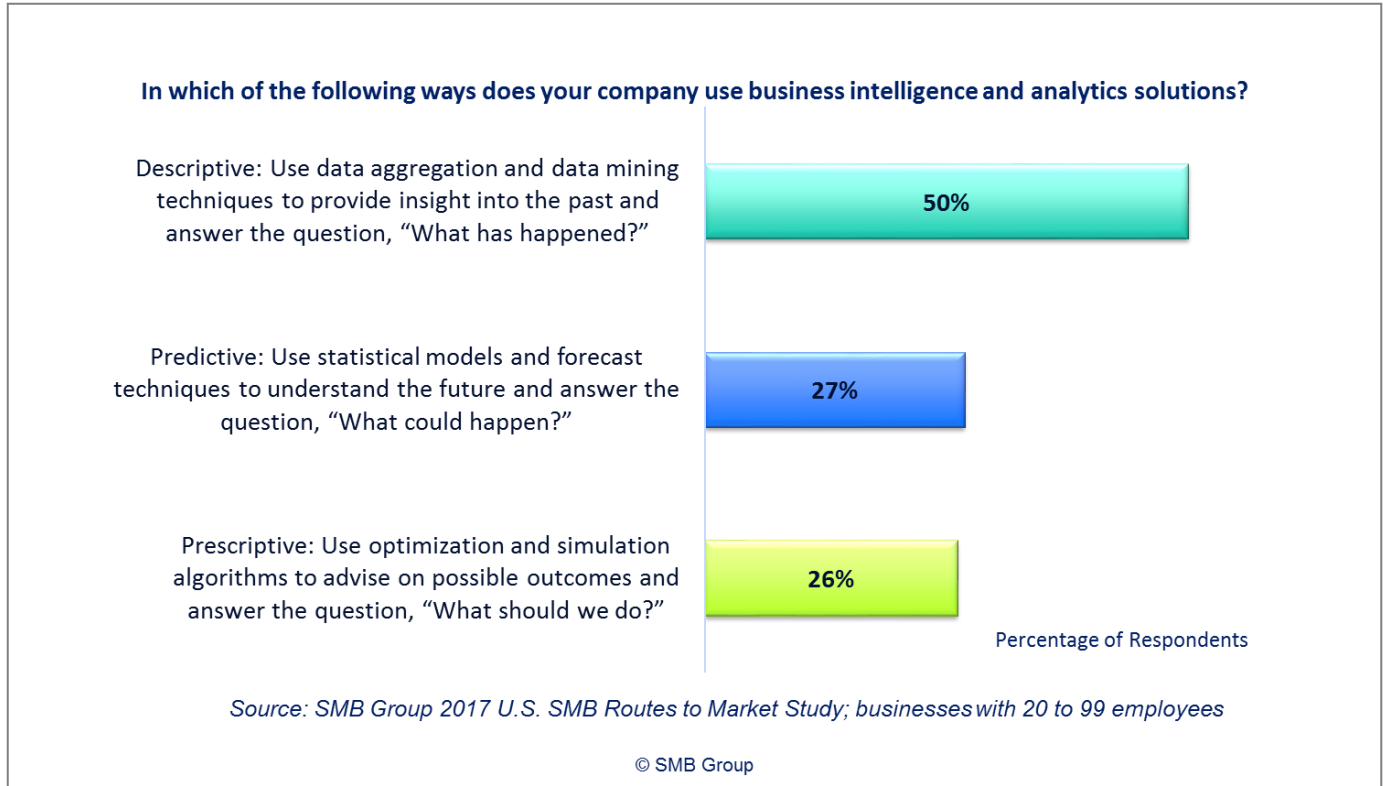 In which of the following ways does your company use business intelligence and analytics solutions?
Descriptive: Use data aggregation and data mining
techniques to provide insight into the past and
answer the question, “What has happened?”
50%
Predictive: Use statistical models and forecast
techniques to understand the future and answer the
question, “What could happen?”
27%
Prescriptive: Use optimization and simulation
algorithms to advise on possible outcomes and
answer the question, “What should we do?”
26%
Percentage of Respondents
Source: SMB Group 2017 U.S. SMB Routes to Market Study; businesses with 20 to 99 employees
© SMB Group